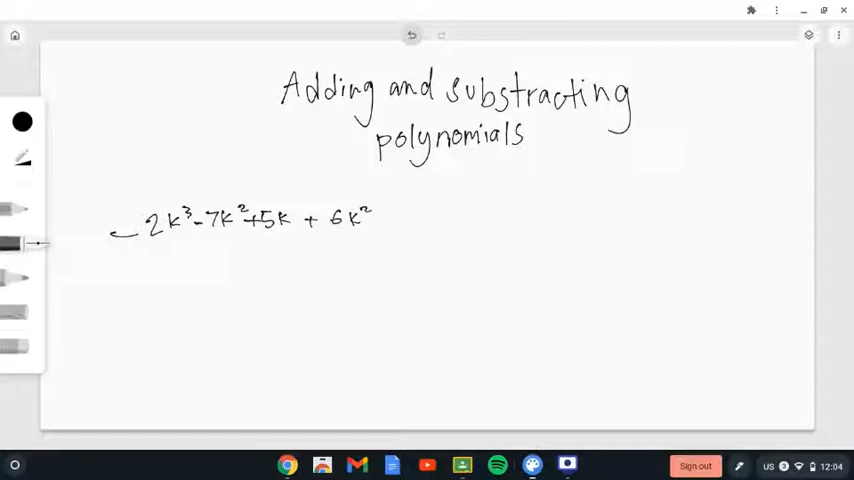 Adding and substracting
polynomials
- 2k³-7k²+5k + 6k²
Sign out
US
12:04